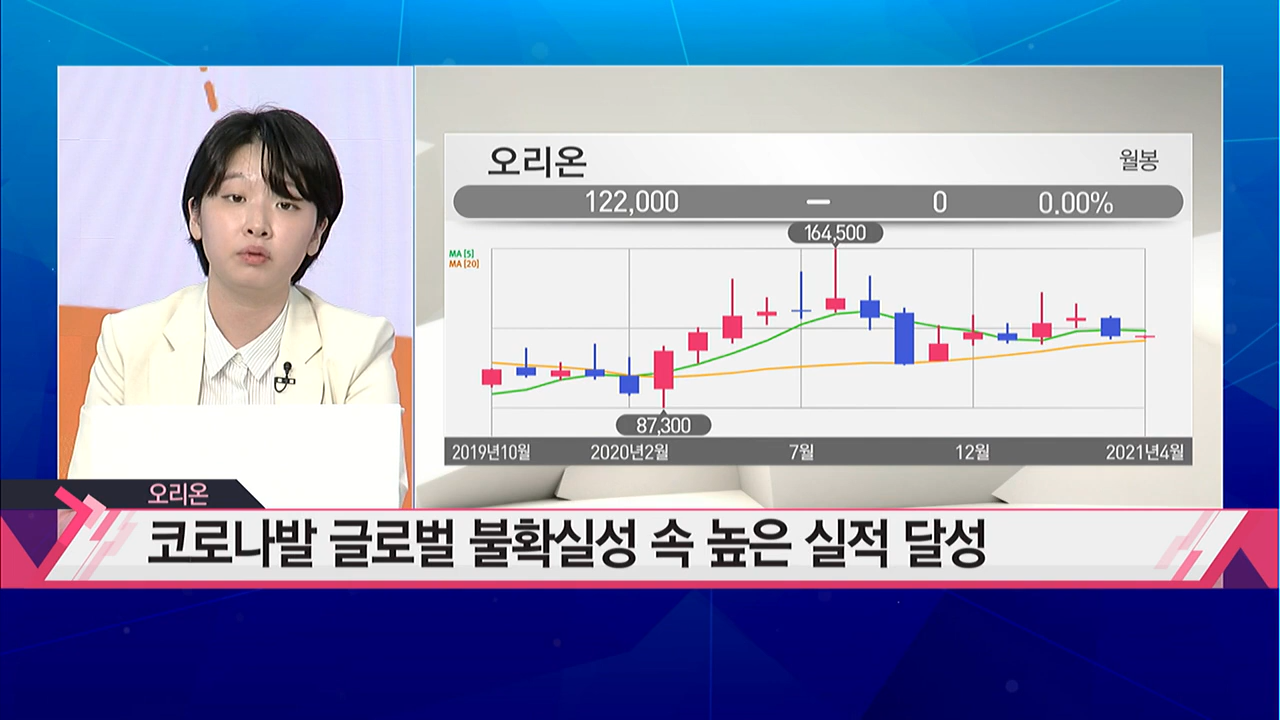 오리온
월봉
122,000 — 0 0.00%
164,500
MA [5]
MA [20]
87,300
2019년10월 2020년2월 7월 12월 2021년4월
오리온
코로나발 글로벌 불확실성 속 높은 실적 달성